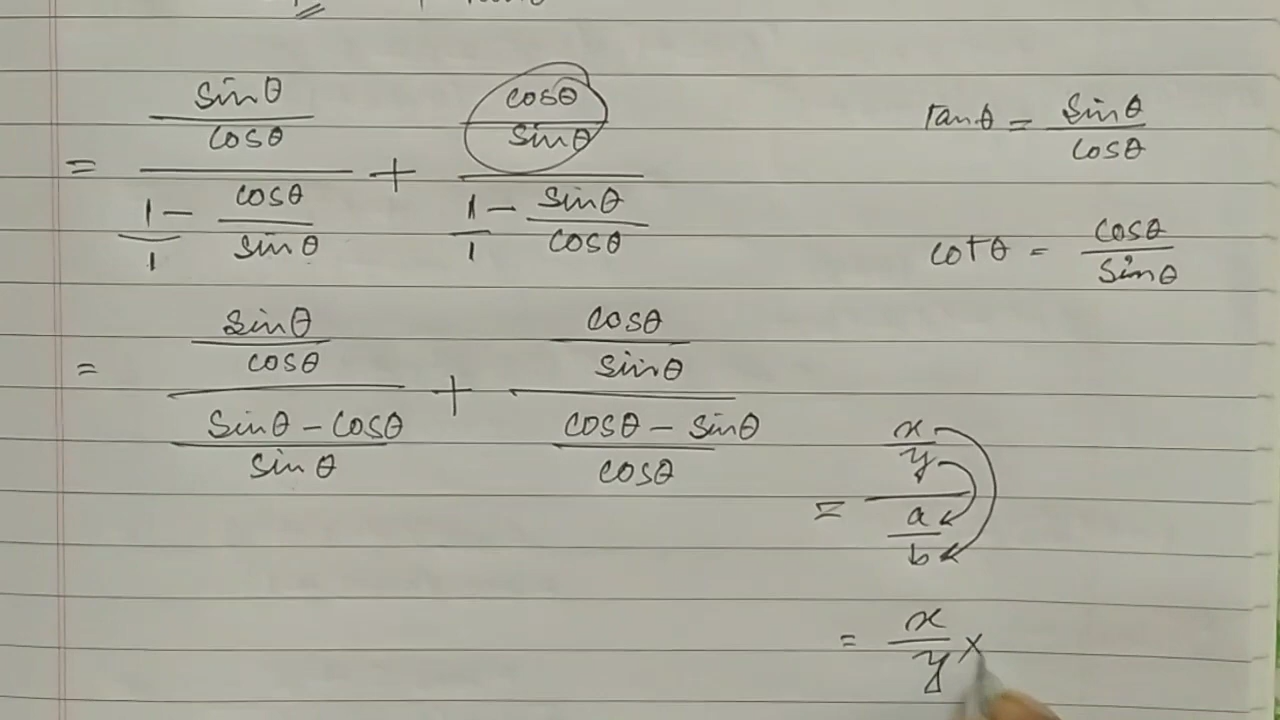 = (sinθ/cosθ)/(1/1 - cosθ/sinθ) + (cosθ/sinθ)/(1/1 - sinθ/cosθ)
tanθ = sinθ/cosθ
cotθ = cosθ/sinθ
= (sinθ/cosθ)/((sinθ - cosθ)/sinθ) + (cosθ/sinθ)/((cosθ - sinθ)/cosθ)
= (x/y)/(a/b)
= x/y ×